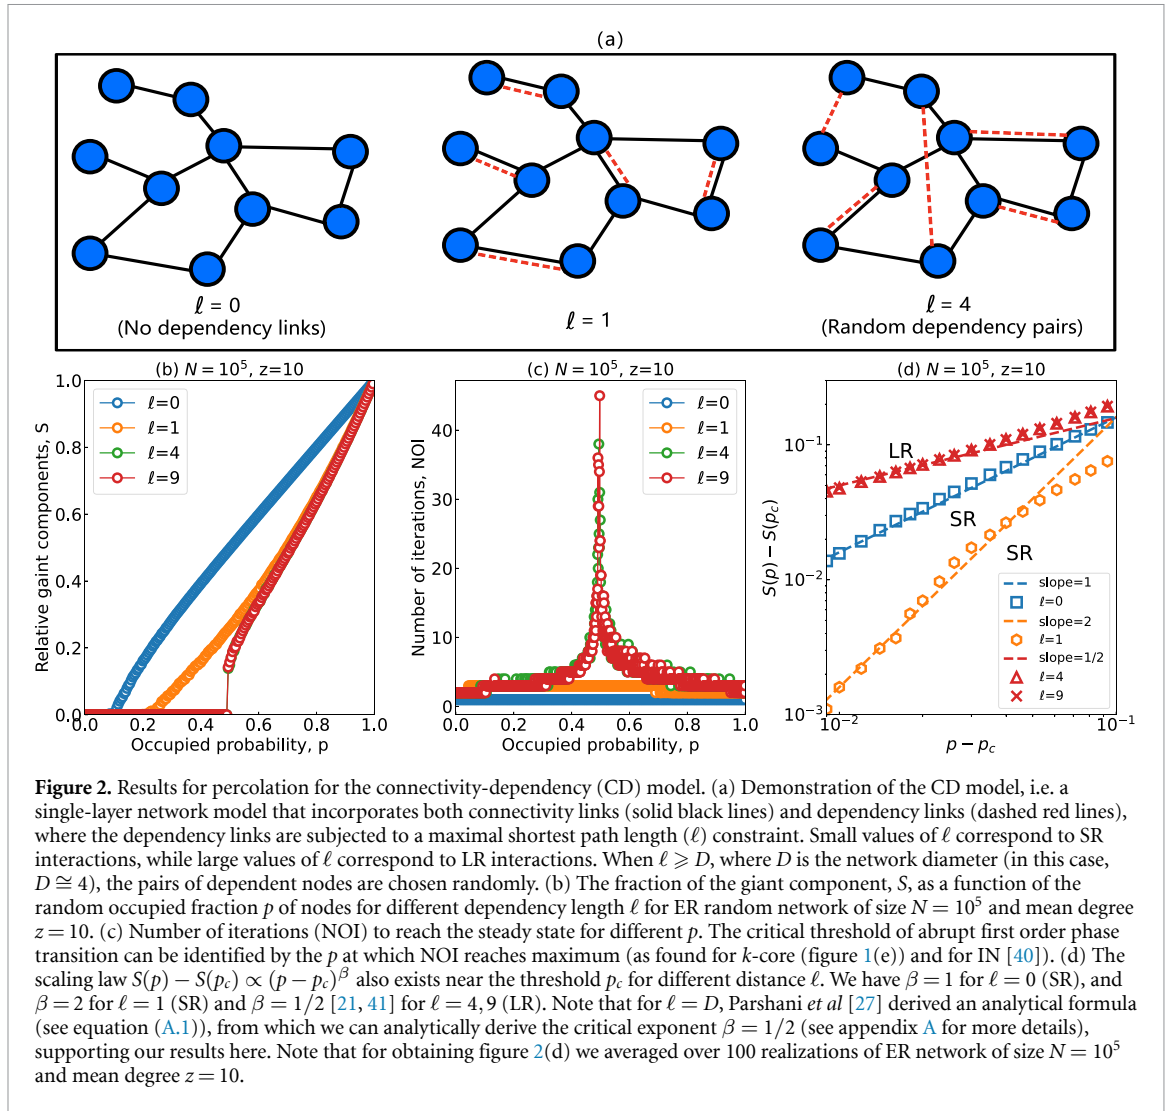 (a)
ℓ = 0
(No dependency links)
ℓ = 1
ℓ = 4
(Random dependency pairs)
(b) N = 10⁵, z=10
1.0
0.8
0.6
0.4
0.2
0.0
Relative gaint components, S
ℓ=0
ℓ=1
ℓ=4
ℓ=9
0.0 0.2 0.4 0.6 0.8 1.0
Occupied probability, p
(c) N = 10⁵, z=10
40
30
20
10
0
Number of iterations, NOI
ℓ=0
ℓ=1
ℓ=4
ℓ=9
0.0 0.2 0.4 0.6 0.8 1.0
Occupied probability, p
(d) N = 10⁵, z=10
10⁻¹
10⁻²
10⁻³
S(p) − S(p_c)
LR
SR
SR
slope=1
ℓ=0
slope=2
ℓ=1
slope=1/2
ℓ=4
ℓ=9
10⁻² 10⁻¹
p − p_c
Figure 2. Results for percolation for the connectivity-dependency (CD) model. (a) Demonstration of the CD model, i.e. a
single-layer network model that incorporates both connectivity links (solid black lines) and dependency links (dashed red lines),
where the dependency links are subjected to a maximal shortest path length (ℓ) constraint. Small values of ℓ correspond to SR
interactions, while large values of ℓ correspond to LR interactions. When ℓ ⩾ D, where D is the network diameter (in this case,
D ≅ 4), the pairs of dependent nodes are chosen randomly. (b) The fraction of the giant component, S, as a function of the
random occupied fraction p of nodes for different dependency length ℓ for ER random network of size N = 10⁵ and mean degree
z = 10. (c) Number of iterations (NOI) to reach the steady state for different p. The critical threshold of abrupt first order phase
transition can be identified by the p at which NOI reaches maximum (as found for k-core (figure 1(e)) and for IN [40]). (d) The
scaling law S(p) − S(p_c) ∝ (p − p_c)^β also exists near the threshold p_c for different distance ℓ. We have β = 1 for ℓ = 0 (SR), and
β = 2 for ℓ = 1 (SR) and β = 1/2 [21, 41] for ℓ = 4, 9 (LR). Note that for ℓ = D, Parshani et al [27] derived an analytical formula
(see equation (A.1)), from which we can analytically derive the critical exponent β = 1/2 (see appendix A for more details),
supporting our results here. Note that for obtaining figure 2(d) we averaged over 100 realizations of ER network of size N = 10⁵
and mean degree z = 10.